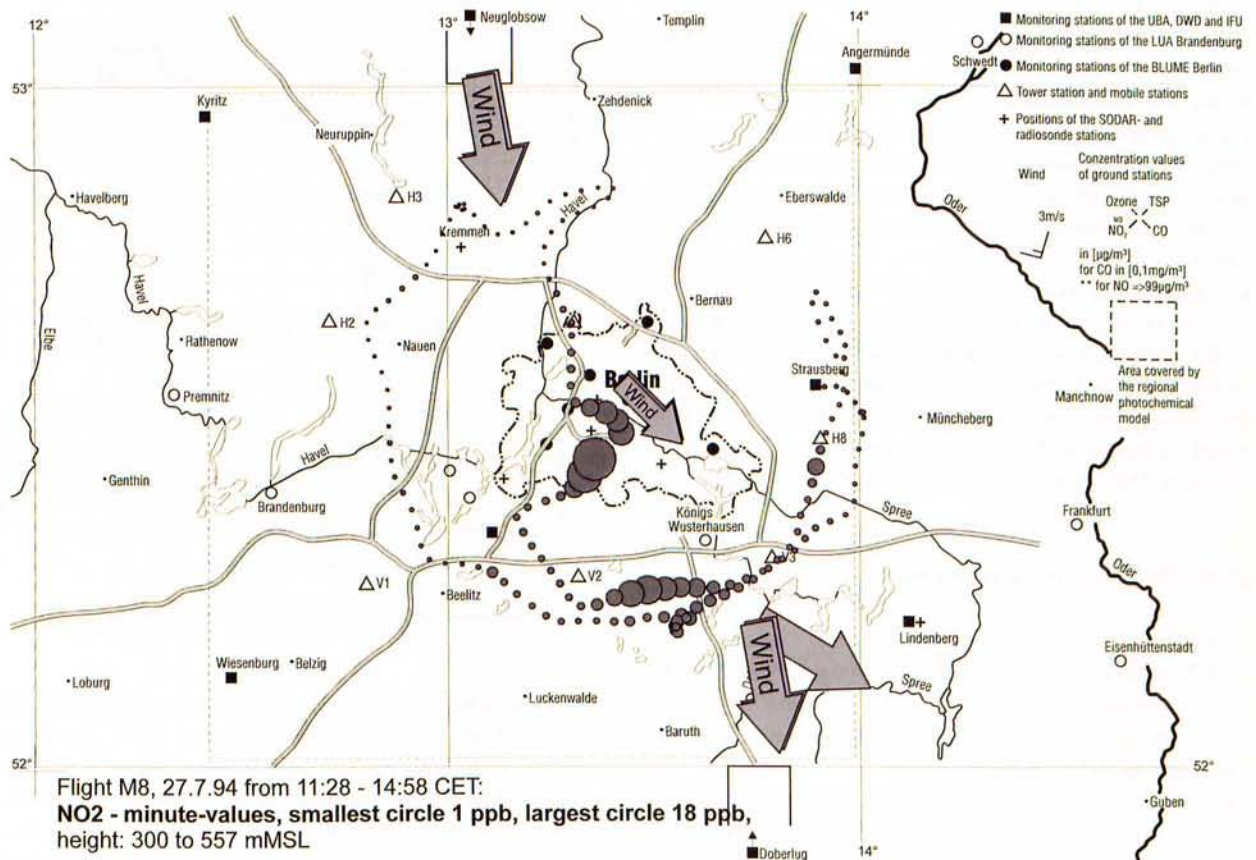 12°
13°
Neuglobsow
Templin
14°
Angermünde
53°
Kyritz
Wind
Zehdenick
Neuruppin
Schwedt
Monitoring stations of the UBA, DWD and IFU
Monitoring stations of the LUA Brandenburg
Monitoring stations of the BLUME Berlin
Tower station and mobile stations
Positions of the SODAR- and
radiosonde stations
Wind
Conzentration values
of ground stations
Ozone TSP
NO₂ CO
3m/s
in [µg/m³]
for CO in [0,1mg/m³]
** for NO =>99µg/m³
Area covered by
the regional
photochemical
model
Havelberg
H3
Havel
Eberswalde
Oder
Kremmen
H6
Havel
Bernau
Elbe
Rathenow
H2
Nauen
Premnitz
Berlin
Wind
Strausberg
Manchnow
Müncheberg
H8
Genthin
Havel
Brandenburg
Königs
Wusterhausen
Spree
Frankfurt
V1
Beelitz
V2
V3
Oder
Lindenberg
Wind
Eisenhüttenstadt
Wiesenburg
Belzig
Loburg
Luckenwalde
Spree
Baruth
52°
52°
Guben
Flight M8, 27.7.94 from 11:28 - 14:58 CET:
NO2 - minute-values, smallest circle 1 ppb, largest circle 18 ppb,
height: 300 to 557 mMSL
Doberlug
14°